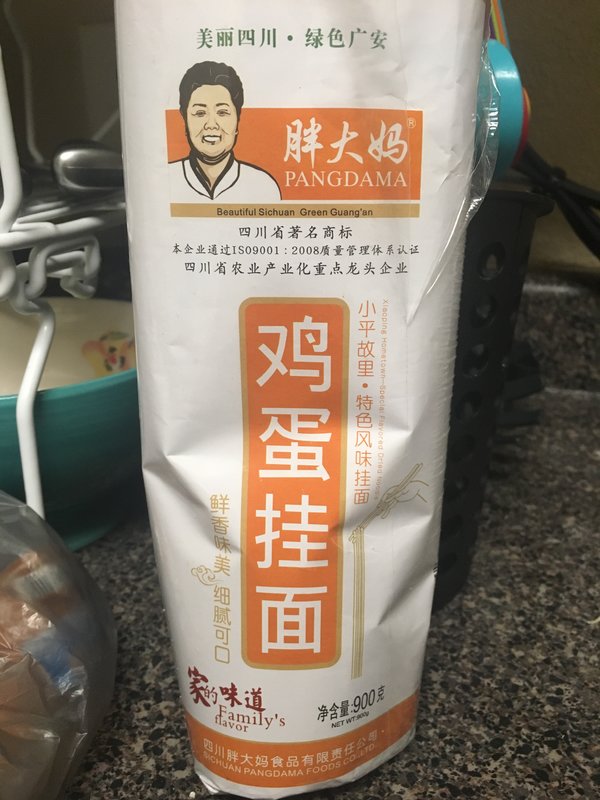 美丽四川·绿色广安
胖大妈®
PANGDAMA
Beautiful Sichuan Green Guang'an
四川省著名商标
本企业通过ISO9001:2008质量管理体系认证
四川省农业产业化重点龙头企业
小平故里·特色风味挂面
鸡蛋挂面
鲜香味美 细腻可口
家的味道
Family's
flavor
净含量:900克
NET WT:900g
四川胖大妈食品有限责任公司
SICHUAN PANGDAMA FOODS CO.,LTD.